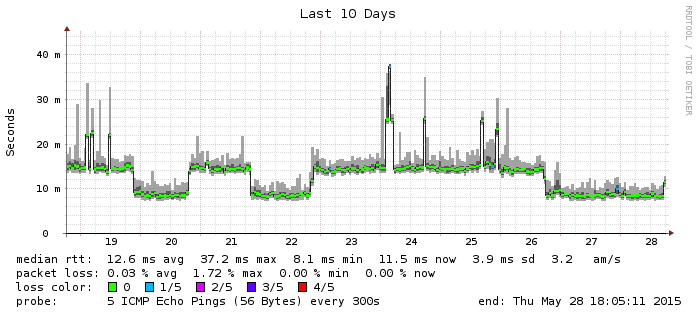 Last 10 Days
RRDTOOL / TOBI OETIKER
Seconds
40 m
30 m
20 m
10 m
0
19 20 21 22 23 24 25 26 27 28
median rtt: 12.6 ms avg 37.2 ms max 8.1 ms min 11.5 ms now 3.9 ms sd 3.2 am/s
packet loss: 0.03 % avg 1.72 % max 0.00 % min 0.00 % now
loss color: 0 1/5 2/5 3/5 4/5
probe: 5 ICMP Echo Pings (56 Bytes) every 300s end: Thu May 28 18:05:11 2015